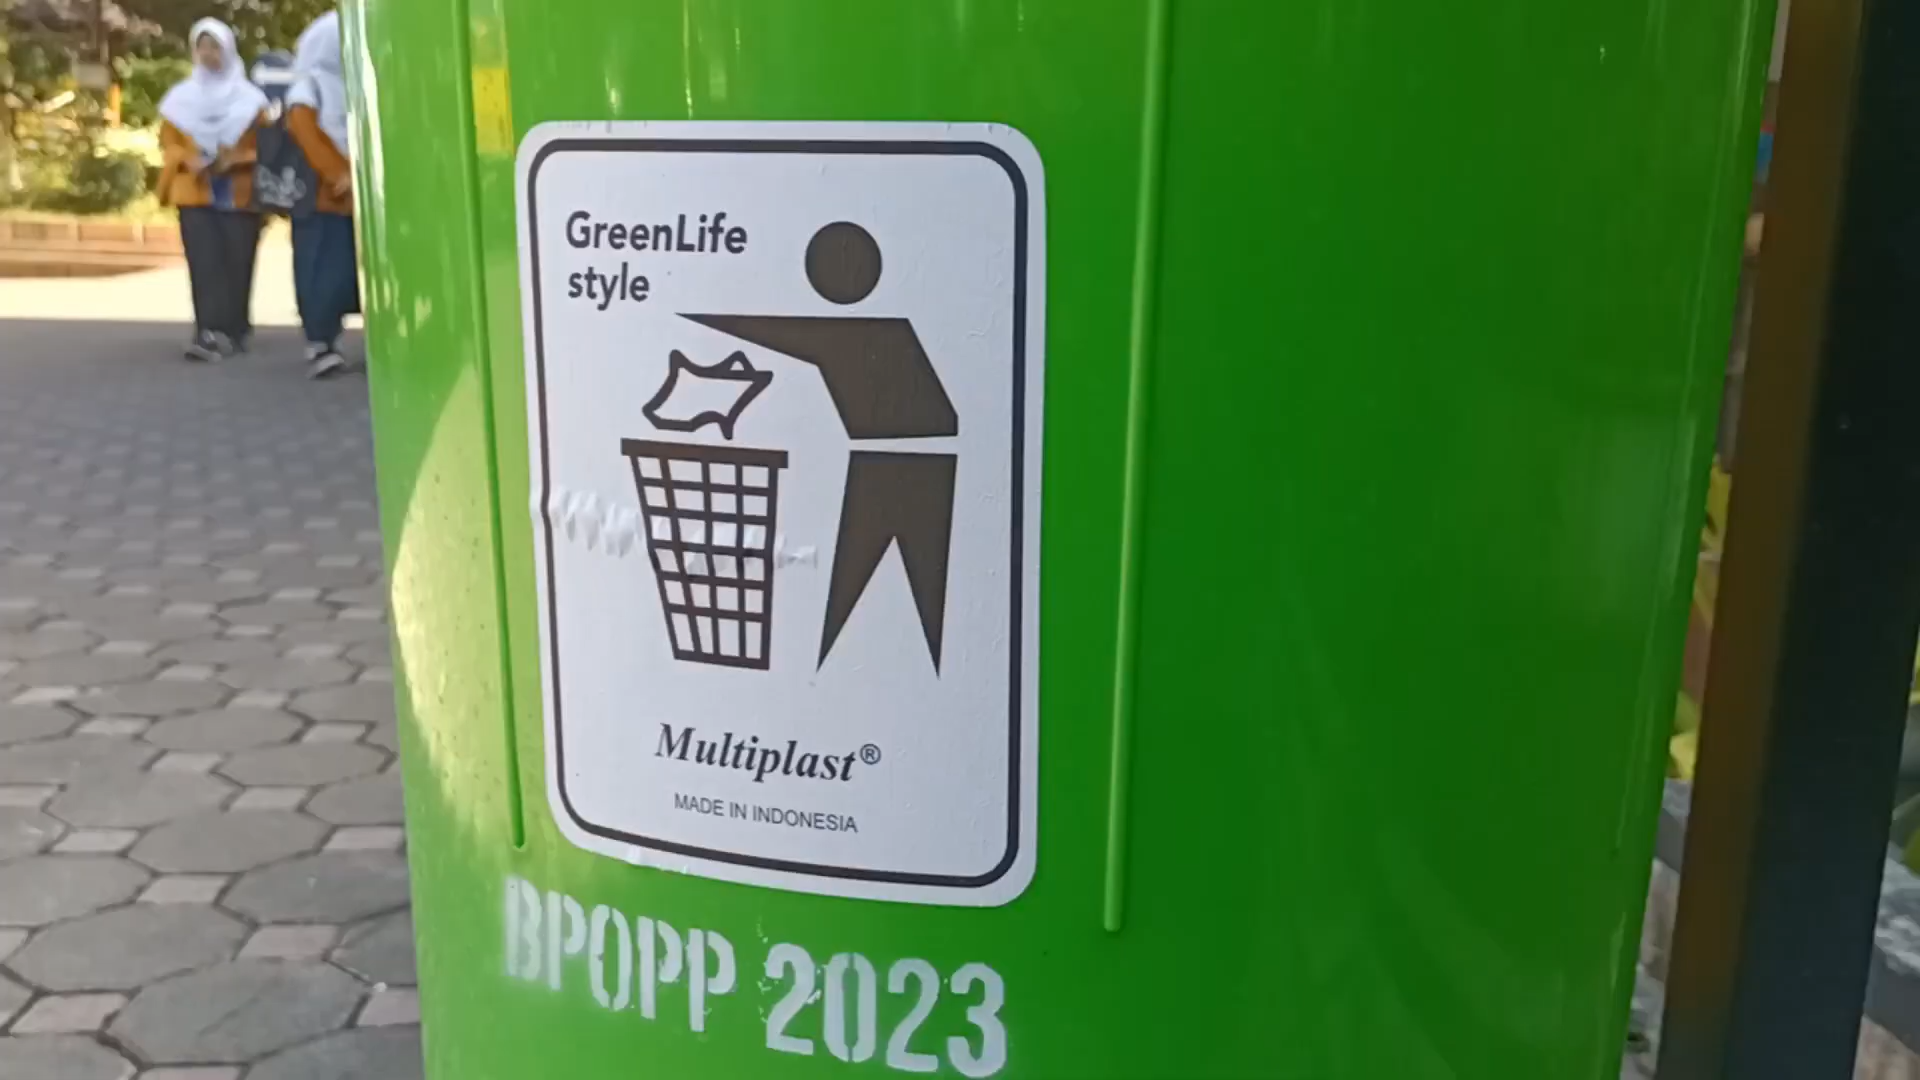 GreenLife
style
Multiplast®
MADE IN INDONESIA
BPOPP 2023